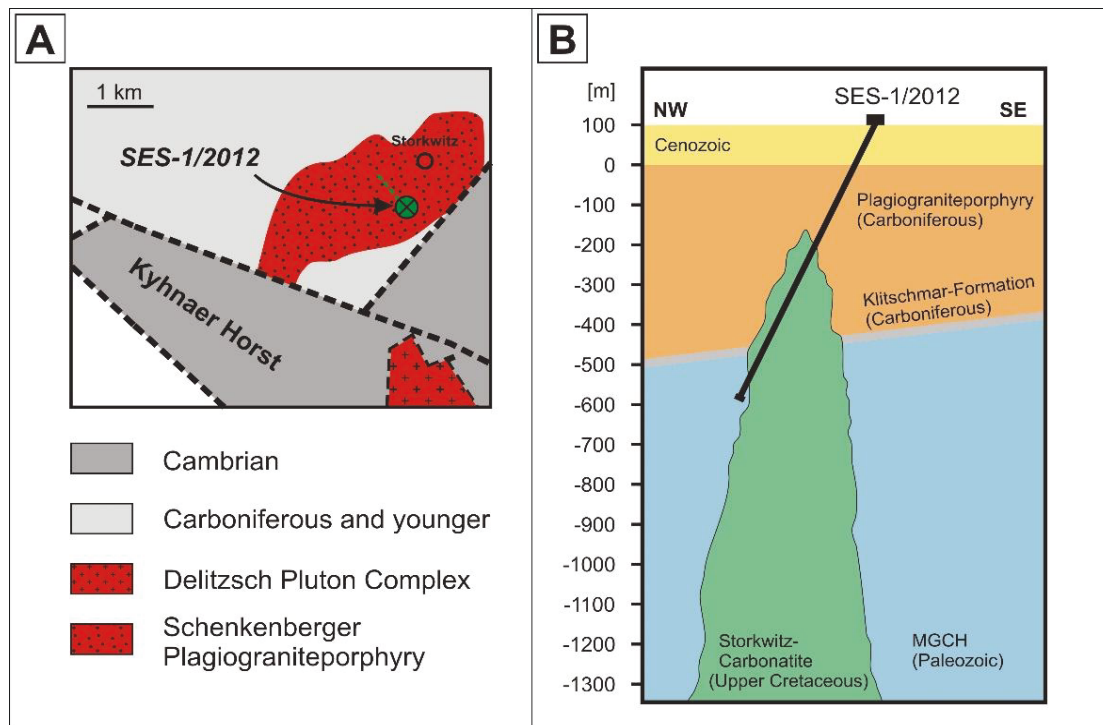 A
1 km
Storkwitz
SES-1/2012
Kyhnaer Horst
Cambrian
Carboniferous and younger
Delitzsch Pluton Complex
Schenkenberger
Plagiograniteporphyry
B
[m]
NW
SES-1/2012
SE
100
0
-100
-200
-300
-400
-500
-600
-700
-800
-900
-1000
-1100
-1200
-1300
Cenozoic
Plagiograniteporphyry
(Carboniferous)
Klitschmar-Formation
(Carboniferous)
Storkwitz-
Carbonatite
(Upper Cretaceous)
MGCH
(Paleozoic)